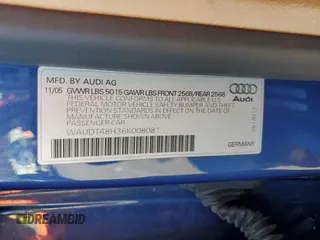 MFD. BY AUDI AG
11/05 GVWR LBS 5015 GAWR LBS FRONT 2568/REAR 2568
THIS VEHICLE CONFORMS TO ALL APPLICABLE U.S.
FEDERAL MOTOR VEHICLE SAFETY BUMPER AND THEFT
PREVENTION STANDARDS IN EFFECT ON THE DATE OF
MANUFACTURE SHOWN ABOVE
PASSENGER CAR
WAUDT48H36K008081
GERMANY
Audi
DREAMBID